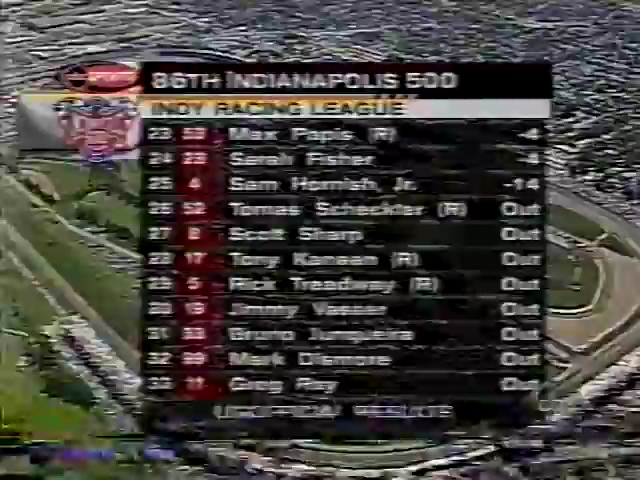 86TH INDIANAPOLIS 500
INDY RACING LEAGUE
23 53 Max Papis (R) -4
24 23 Sarah Fisher -4
25 4 Sam Hornish, Jr. -14
26 52 Tomas Scheckter (R) Out
27 8 Scott Sharp Out
28 17 Tony Kanaan (R) Out
29 5 Rick Treadway (R) Out
30 19 Jimmy Vasser Out
31 33 Bruno Junqueira Out
32 99 Mark Dismore Out
33 11 Greg Ray Out
UNOFFICIAL RESULTS